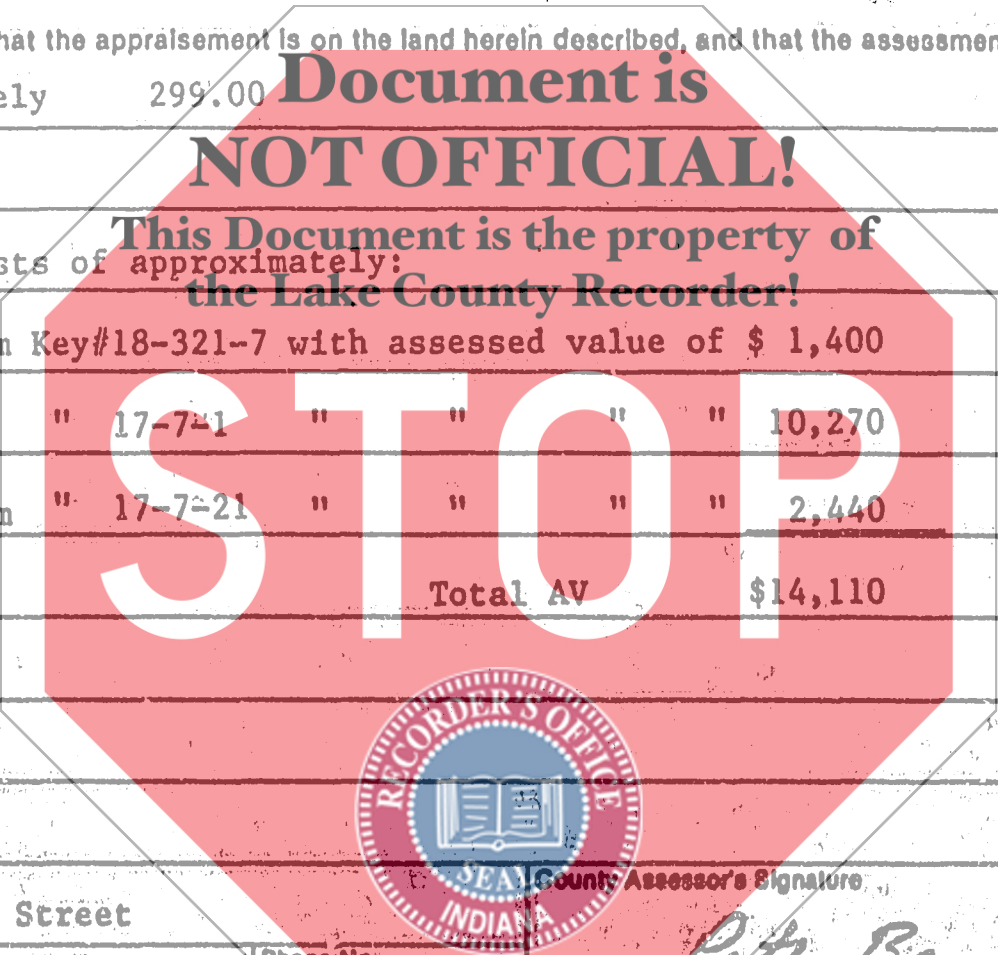 hat the appraisement is on the land herein described, and that the assessmen
ely 299.00
Document is
NOT OFFICIAL!
This Document is the property of
the Lake County Recorder!
sts of approximately:
n Key#18-321-7 with assessed value of $ 1,400
" 17-7-1 " " " " 10,270
n " 17-7-21 " " " " 2,440
STOP
Total AV $14,110
RECORDER'S OFFICE
SEAL
INDIANA
County Assessor's Signature
Street
Phone No.